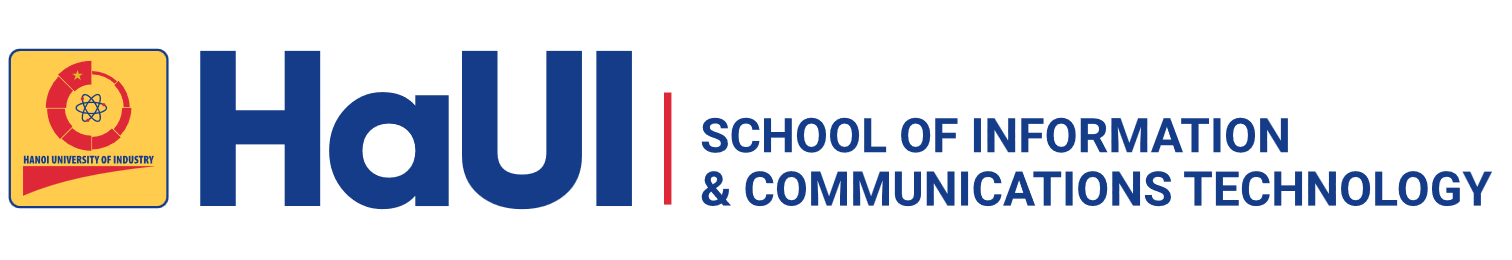 HANOI UNIVERSITY OF INDUSTRY
HaUI
SCHOOL OF INFORMATION
& COMMUNICATIONS TECHNOLOGY